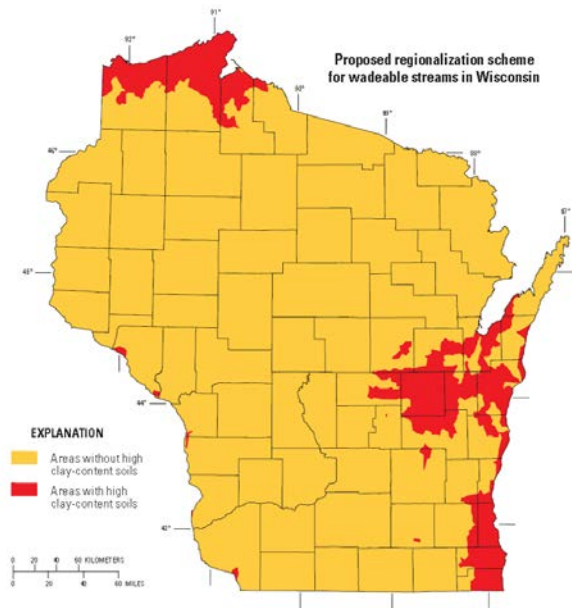 Proposed regionalization scheme
for wadeable streams in Wisconsin
92°
91°
90°
89°
88°
87°
46°
45°
44°
43°
EXPLANATION
Areas without high
clay-content soils
Areas with high
clay-content soils
0 20 40 60 KILOMETERS
0 20 40 60 MILES